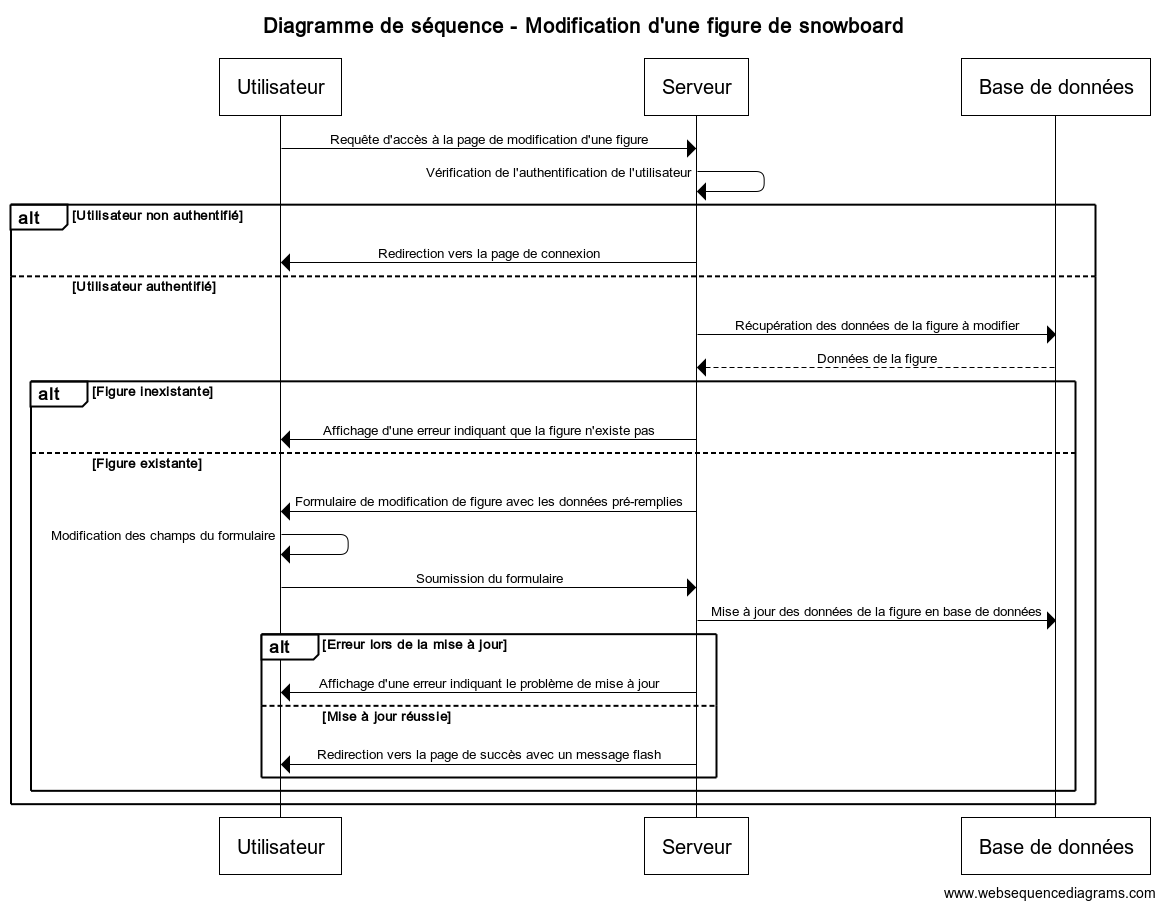 Diagramme de séquence - Modification d'une figure de snowboard
Utilisateur
Serveur
Base de données
Requête d'accès à la page de modification d'une figure
Vérification de l'authentification de l'utilisateur
alt
[Utilisateur non authentifié]
Redirection vers la page de connexion
[Utilisateur authentifié]
Récupération des données de la figure à modifier
Données de la figure
alt
[Figure inexistante]
Affichage d'une erreur indiquant que la figure n'existe pas
[Figure existante]
Formulaire de modification de figure avec les données pré-remplies
Modification des champs du formulaire
Soumission du formulaire
Mise à jour des données de la figure en base de données
alt
[Erreur lors de la mise à jour]
Affichage d'une erreur indiquant le problème de mise à jour
[Mise à jour réussie]
Redirection vers la page de succès avec un message flash
Utilisateur
Serveur
Base de données
www.websequencediagrams.com